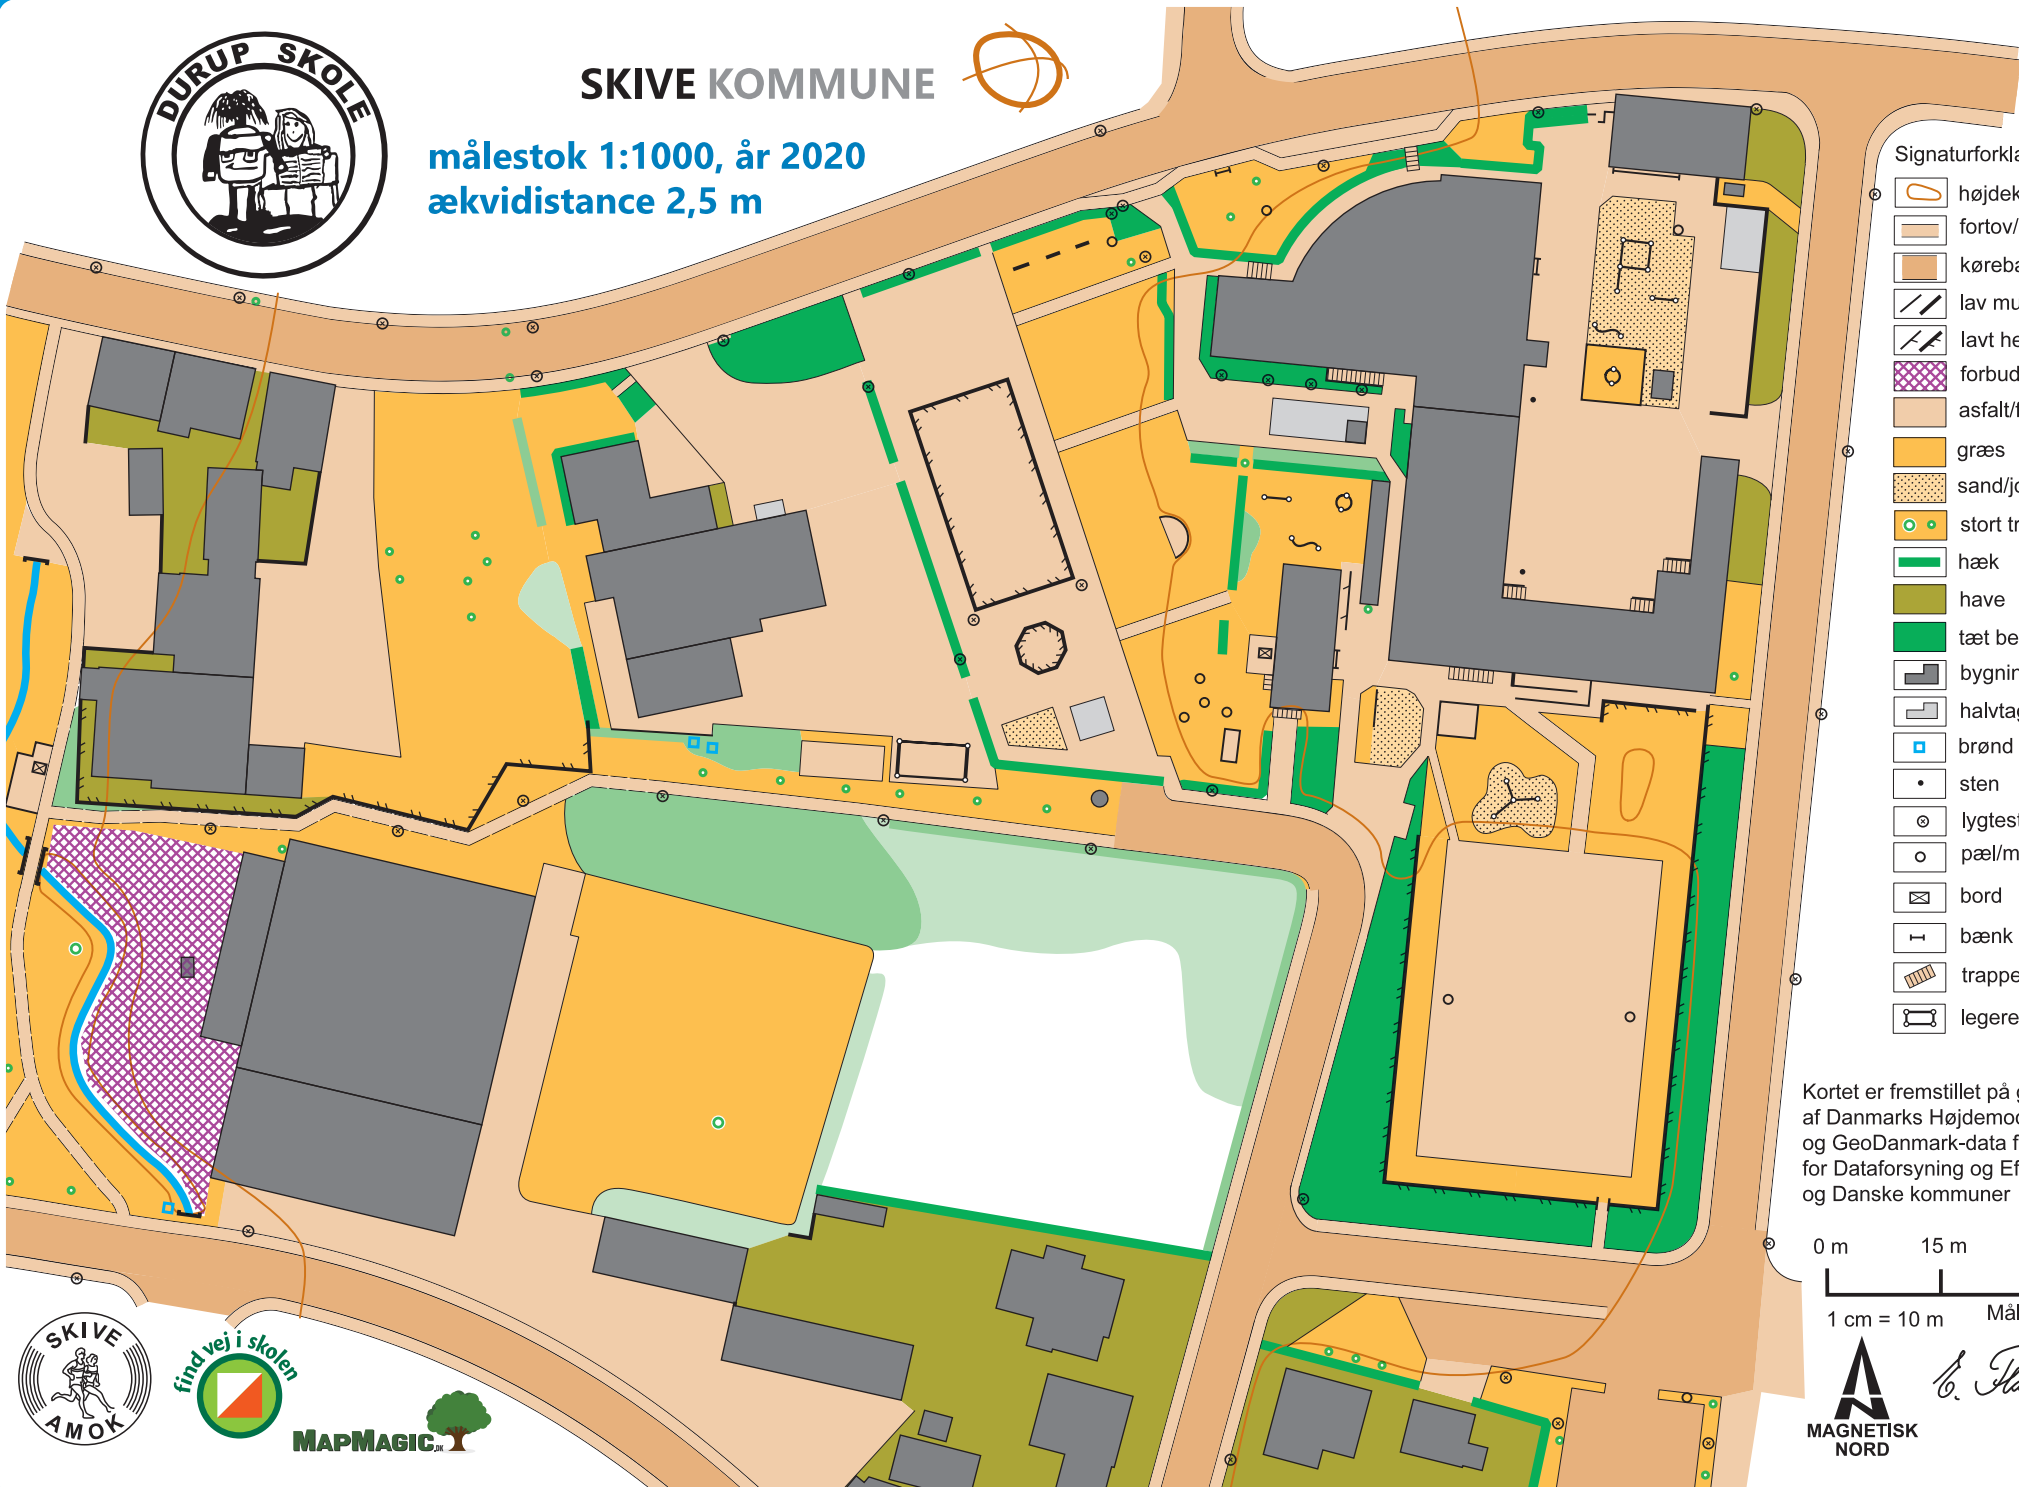 DURUP SKOLE
SKIVE KOMMUNE
målestok 1:1000, år 2020
ækvidistance 2,5 m
Signaturforkla
højdek
fortov/
køreba
lav mu
lavt he
forbud
asfalt/f
græs
sand/jo
stort tr
hæk
have
tæt be
bygnin
halvtag
brønd
sten
lygtest
pæl/m
bord
bænk
trappe
legere
Kortet er fremstillet på g
af Danmarks Højdemod
og GeoDanmark-data f
for Dataforsyning og Ef
og Danske kommuner
0 m 15 m
1 cm = 10 m Mål
MAGNETISK
NORD
SKIVE
AMOK
find vej i skolen
MAPMAGIC.DK